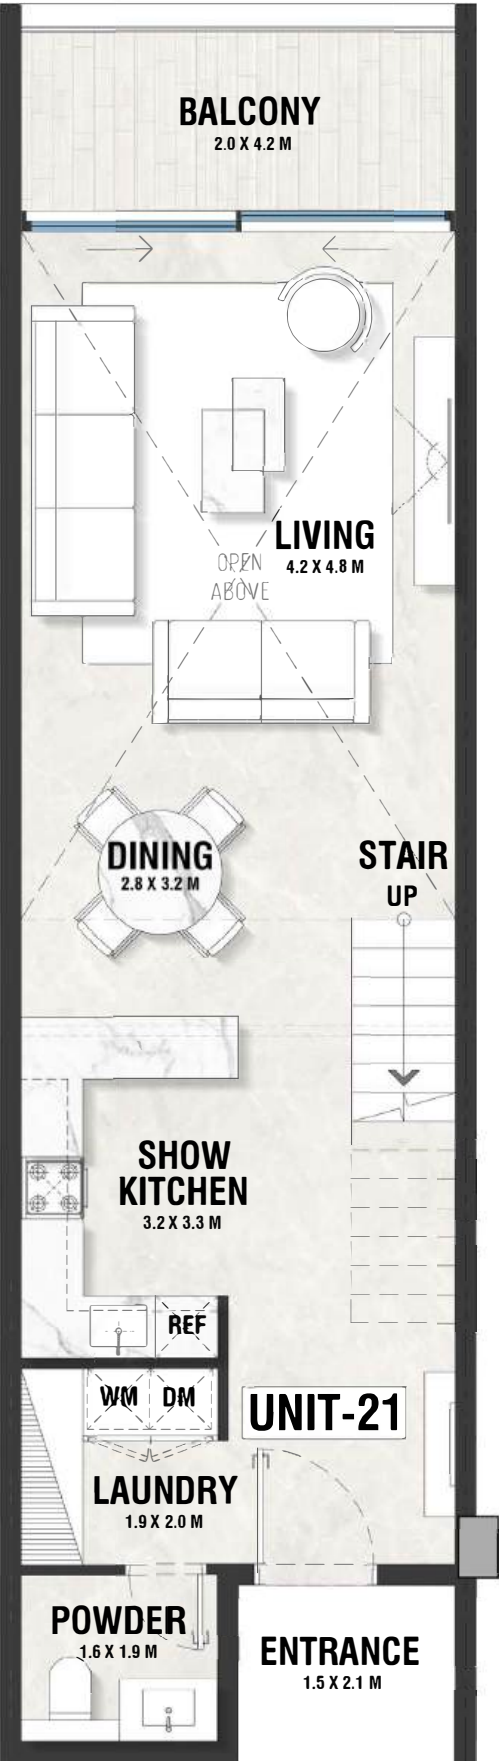 BALCONY
2.0 X 4.2 M
LIVING
4.2 X 4.8 M
OPEN
ABOVE
DINING
2.8 X 3.2 M
STAIR
UP
SHOW
KITCHEN
3.2 X 3.3 M
REF
WM DM
UNIT-21
LAUNDRY
1.9 X 2.0 M
POWDER
1.6 X 1.9 M
ENTRANCE
1.5 X 2.1 M